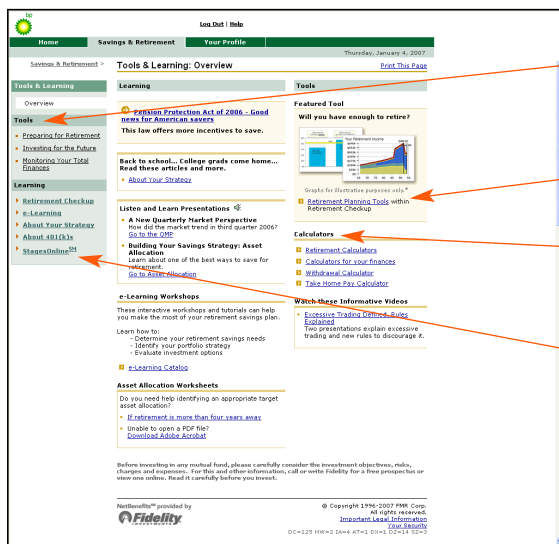 bp
Log Out | Help
Home Savings & Retirement Your Profile
Thursday, January 4, 2007
Savings & Retirement >
Tools & Learning: Overview
Print This Page
Tools & Learning
Overview
Tools
Preparing for Retirement
Investing for the Future
Monitoring Your Total
Finances
Learning
Retirement Checkup
e-Learning
About Your Strategy
About 401(k)s
StagesOnline℠
Learning
Pension Protection Act of 2006 - Good
news for American savers
This law offers more incentives to save.
Back to school... College grads come home...
Read these articles and more.
About Your Strategy
Listen and Learn Presentations
A New Quarterly Market Perspective
How did the market trend in third quarter 2006?
Go to the QMP
Building Your Savings Strategy: Asset
Allocation
Learn about one of the best ways to save for
retirement.
Go to Asset Allocation
e-Learning Workshops
These interactive workshops and tutorials can help
you make the most of your retirement savings plan.
Learn how to:
- Determine your retirement savings needs
- Identify your portfolio strategy
- Evaluate investment options
e-Learning Catalog
Asset Allocation Worksheets
Do you need help identifying an appropriate target
asset allocation?
If retirement is more than four years away
Unable to open a PDF file?
Download Adobe Acrobat
Tools
Featured Tool
Will you have enough to retire?
Graphs for illustrative purposes only.*
Retirement Planning Tools within
Retirement Checkup
Calculators
Retirement Calculators
Calculators for your finances
Withdrawal Calculator
Take Home Pay Calculator
Watch these Informative Videos
Excessive Trading Defined, Rules
Explained
Two presentations explain excessive
trading and new rules to discourage it.
Before investing in any mutual fund, please carefully consider the investment objectives, risks,
charges and expenses. For this and other information, call or write Fidelity for a free prospectus or
view one online. Read it carefully before you invest.
NetBenefits℠ provided by
Fidelity
INVESTMENTS
© Copyright 1996-2007 FMR Corp.
All rights reserved.
Important Legal Information
Your Security
DC=125 HW=2 IA=4 AT=1 DX=1 DZ=14 SZ=3